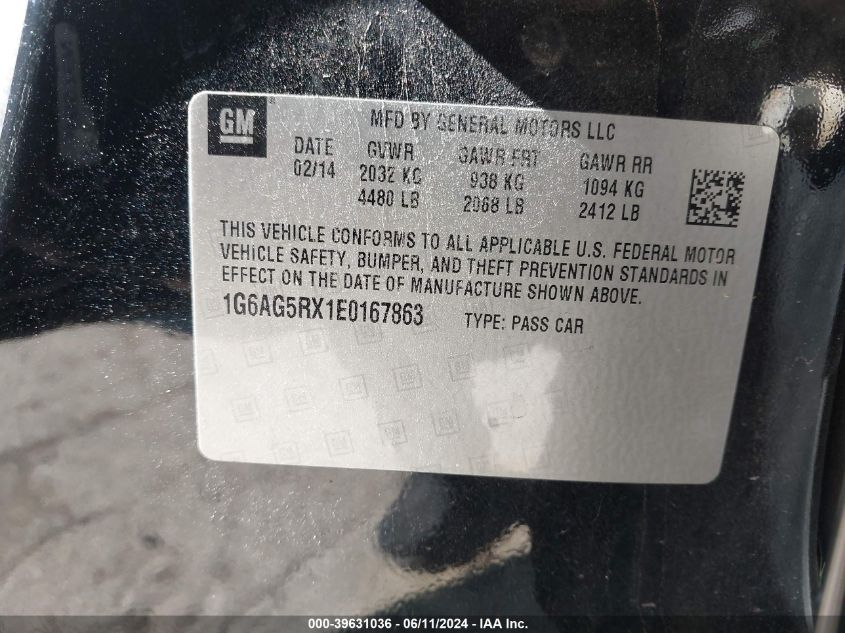 GM ®
MFD BY GENERAL MOTORS LLC
DATE GVWR GAWR FRT GAWR RR
02/14 2032 KG 938 KG 1094 KG
4480 LB 2068 LB 2412 LB
THIS VEHICLE CONFORMS TO ALL APPLICABLE U.S. FEDERAL MOTOR
VEHICLE SAFETY, BUMPER, AND THEFT PREVENTION STANDARDS IN
EFFECT ON THE DATE OF MANUFACTURE SHOWN ABOVE.
1G6AG5RX1E0167863 TYPE: PASS CAR
000-39631036 - 06/11/2024 - IAA Inc.